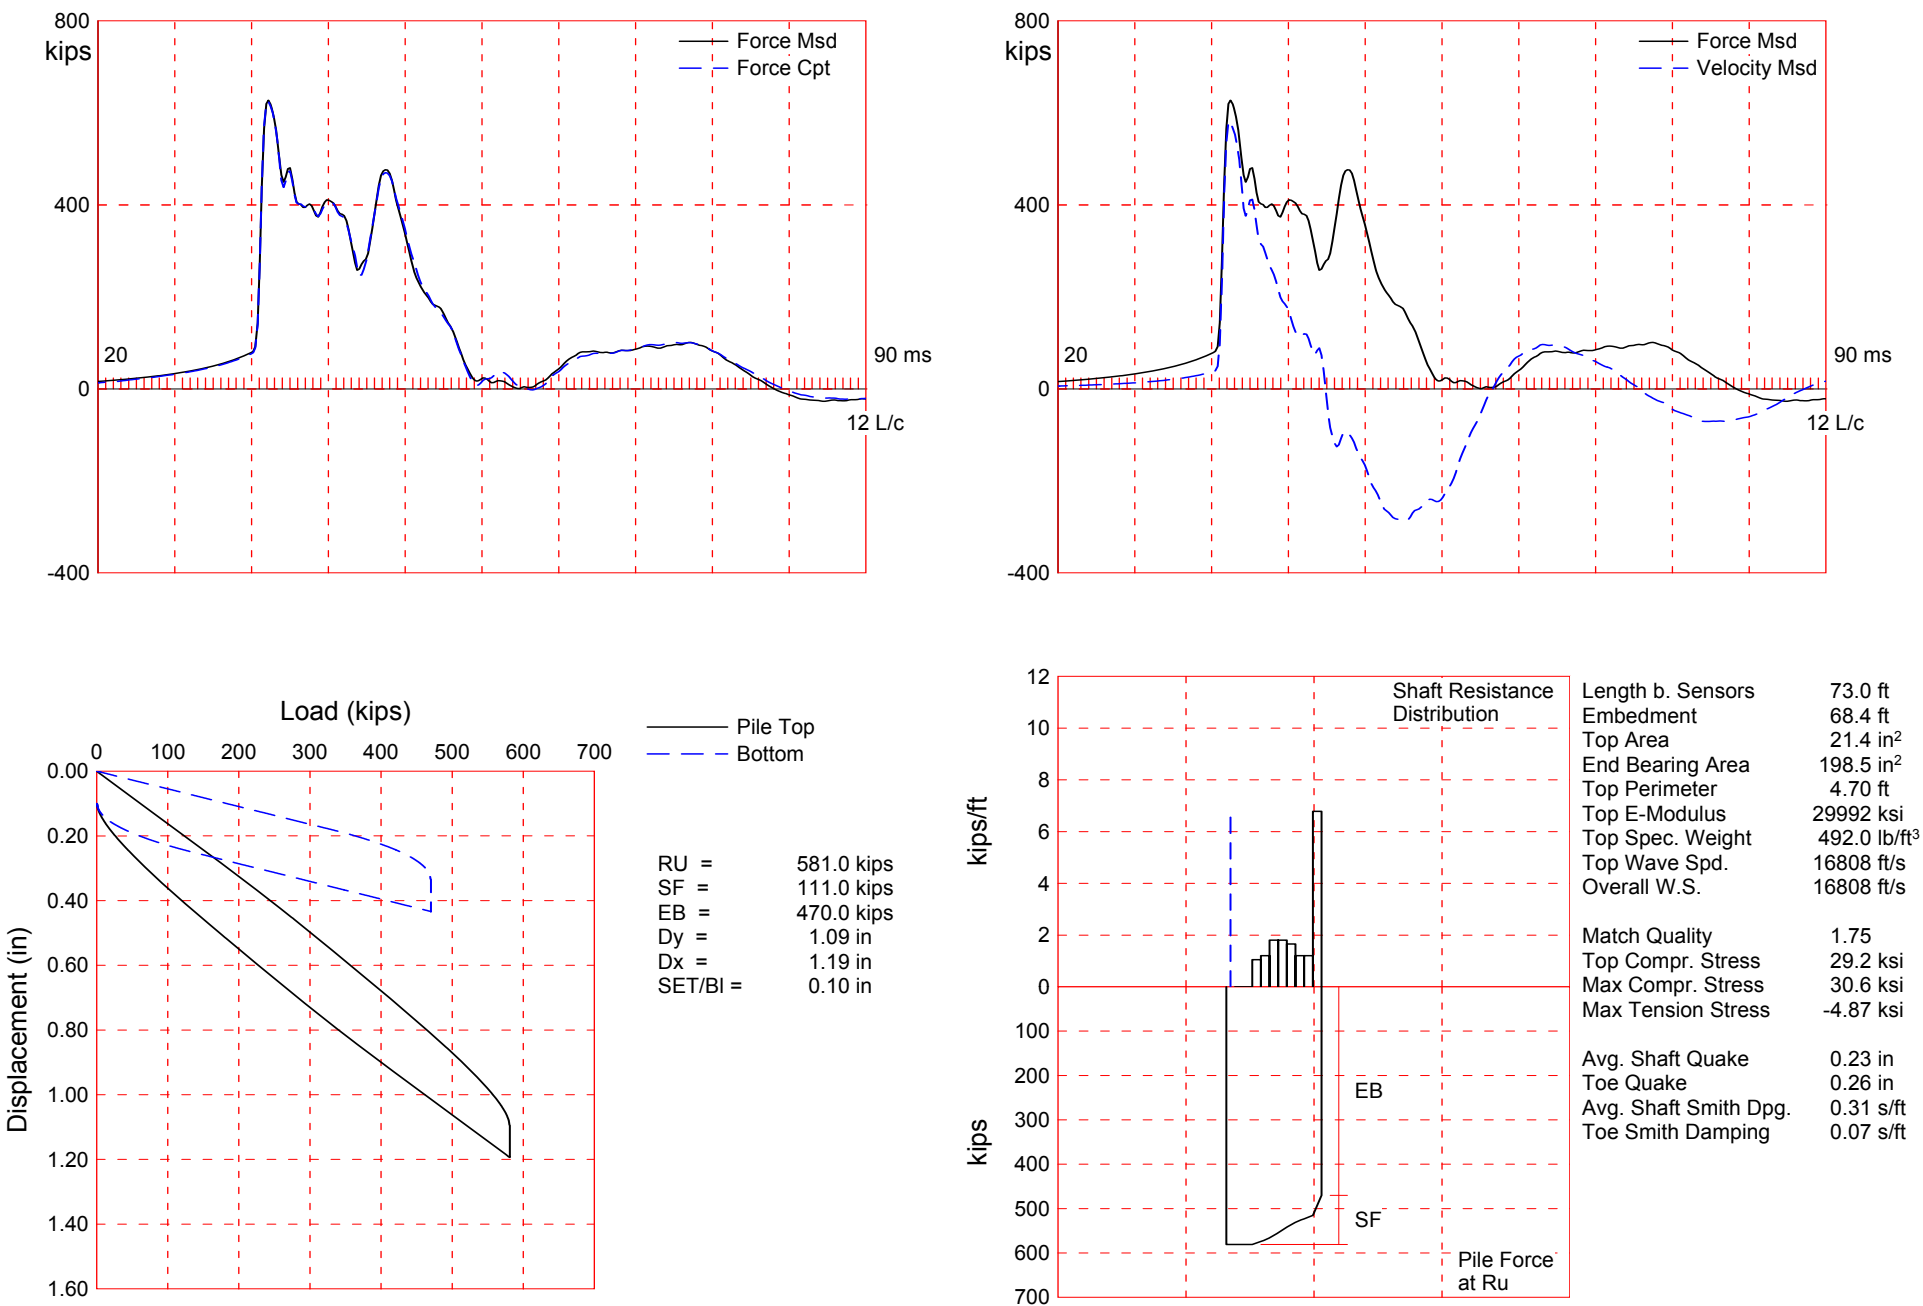 800
kips
400
0
-400
Force Msd
Force Cpt
20
90 ms
12 L/c
800
kips
400
0
-400
Force Msd
Velocity Msd
20
90 ms
12 L/c
Load (kips)
0 100 200 300 400 500 600 700
Displacement (in)
0.00
0.20
0.40
0.60
0.80
1.00
1.20
1.40
1.60
Pile Top
Bottom
RU = 581.0 kips
SF = 111.0 kips
EB = 470.0 kips
Dy = 1.09 in
Dx = 1.19 in
SET/Bl = 0.10 in
Shaft Resistance
Distribution
kips/ft
12
10
8
6
4
2
0
kips
100
200
300
400
500
600
700
EB
SF
Pile Force
at Ru
Length b. Sensors 73.0 ft
Embedment 68.4 ft
Top Area 21.4 in²
End Bearing Area 198.5 in²
Top Perimeter 4.70 ft
Top E-Modulus 29992 ksi
Top Spec. Weight 492.0 lb/ft³
Top Wave Spd. 16808 ft/s
Overall W.S. 16808 ft/s
Match Quality 1.75
Top Compr. Stress 29.2 ksi
Max Compr. Stress 30.6 ksi
Max Tension Stress -4.87 ksi
Avg. Shaft Quake 0.23 in
Toe Quake 0.26 in
Avg. Shaft Smith Dpg. 0.31 s/ft
Toe Smith Damping 0.07 s/ft